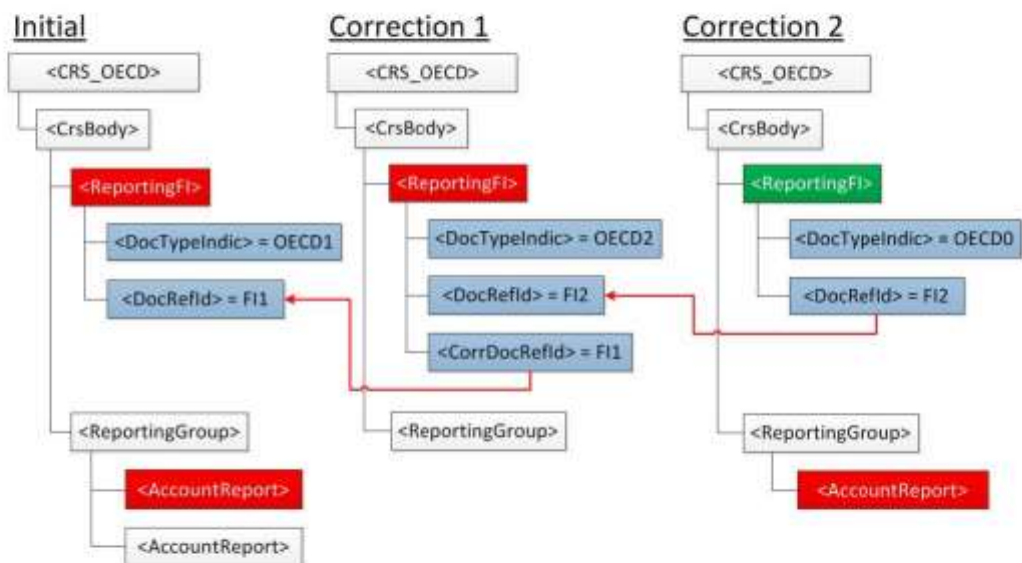 Initial
<CRS_OECD>
<CrsBody>
<ReportingFI>
<DocTypeIndic> = OECD1
<DocRefId> = FI1
<ReportingGroup>
<AccountReport>
<AccountReport>
Correction 1
<CRS_OECD>
<CrsBody>
<ReportingFI>
<DocTypeIndic> = OECD2
<DocRefId> = FI2
<CorrDocRefId> = FI1
<ReportingGroup>
Correction 2
<CRS_OECD>
<CrsBody>
<ReportingFI>
<DocTypeIndic> = OECD0
<DocRefId> = FI2
<ReportingGroup>
<AccountReport>